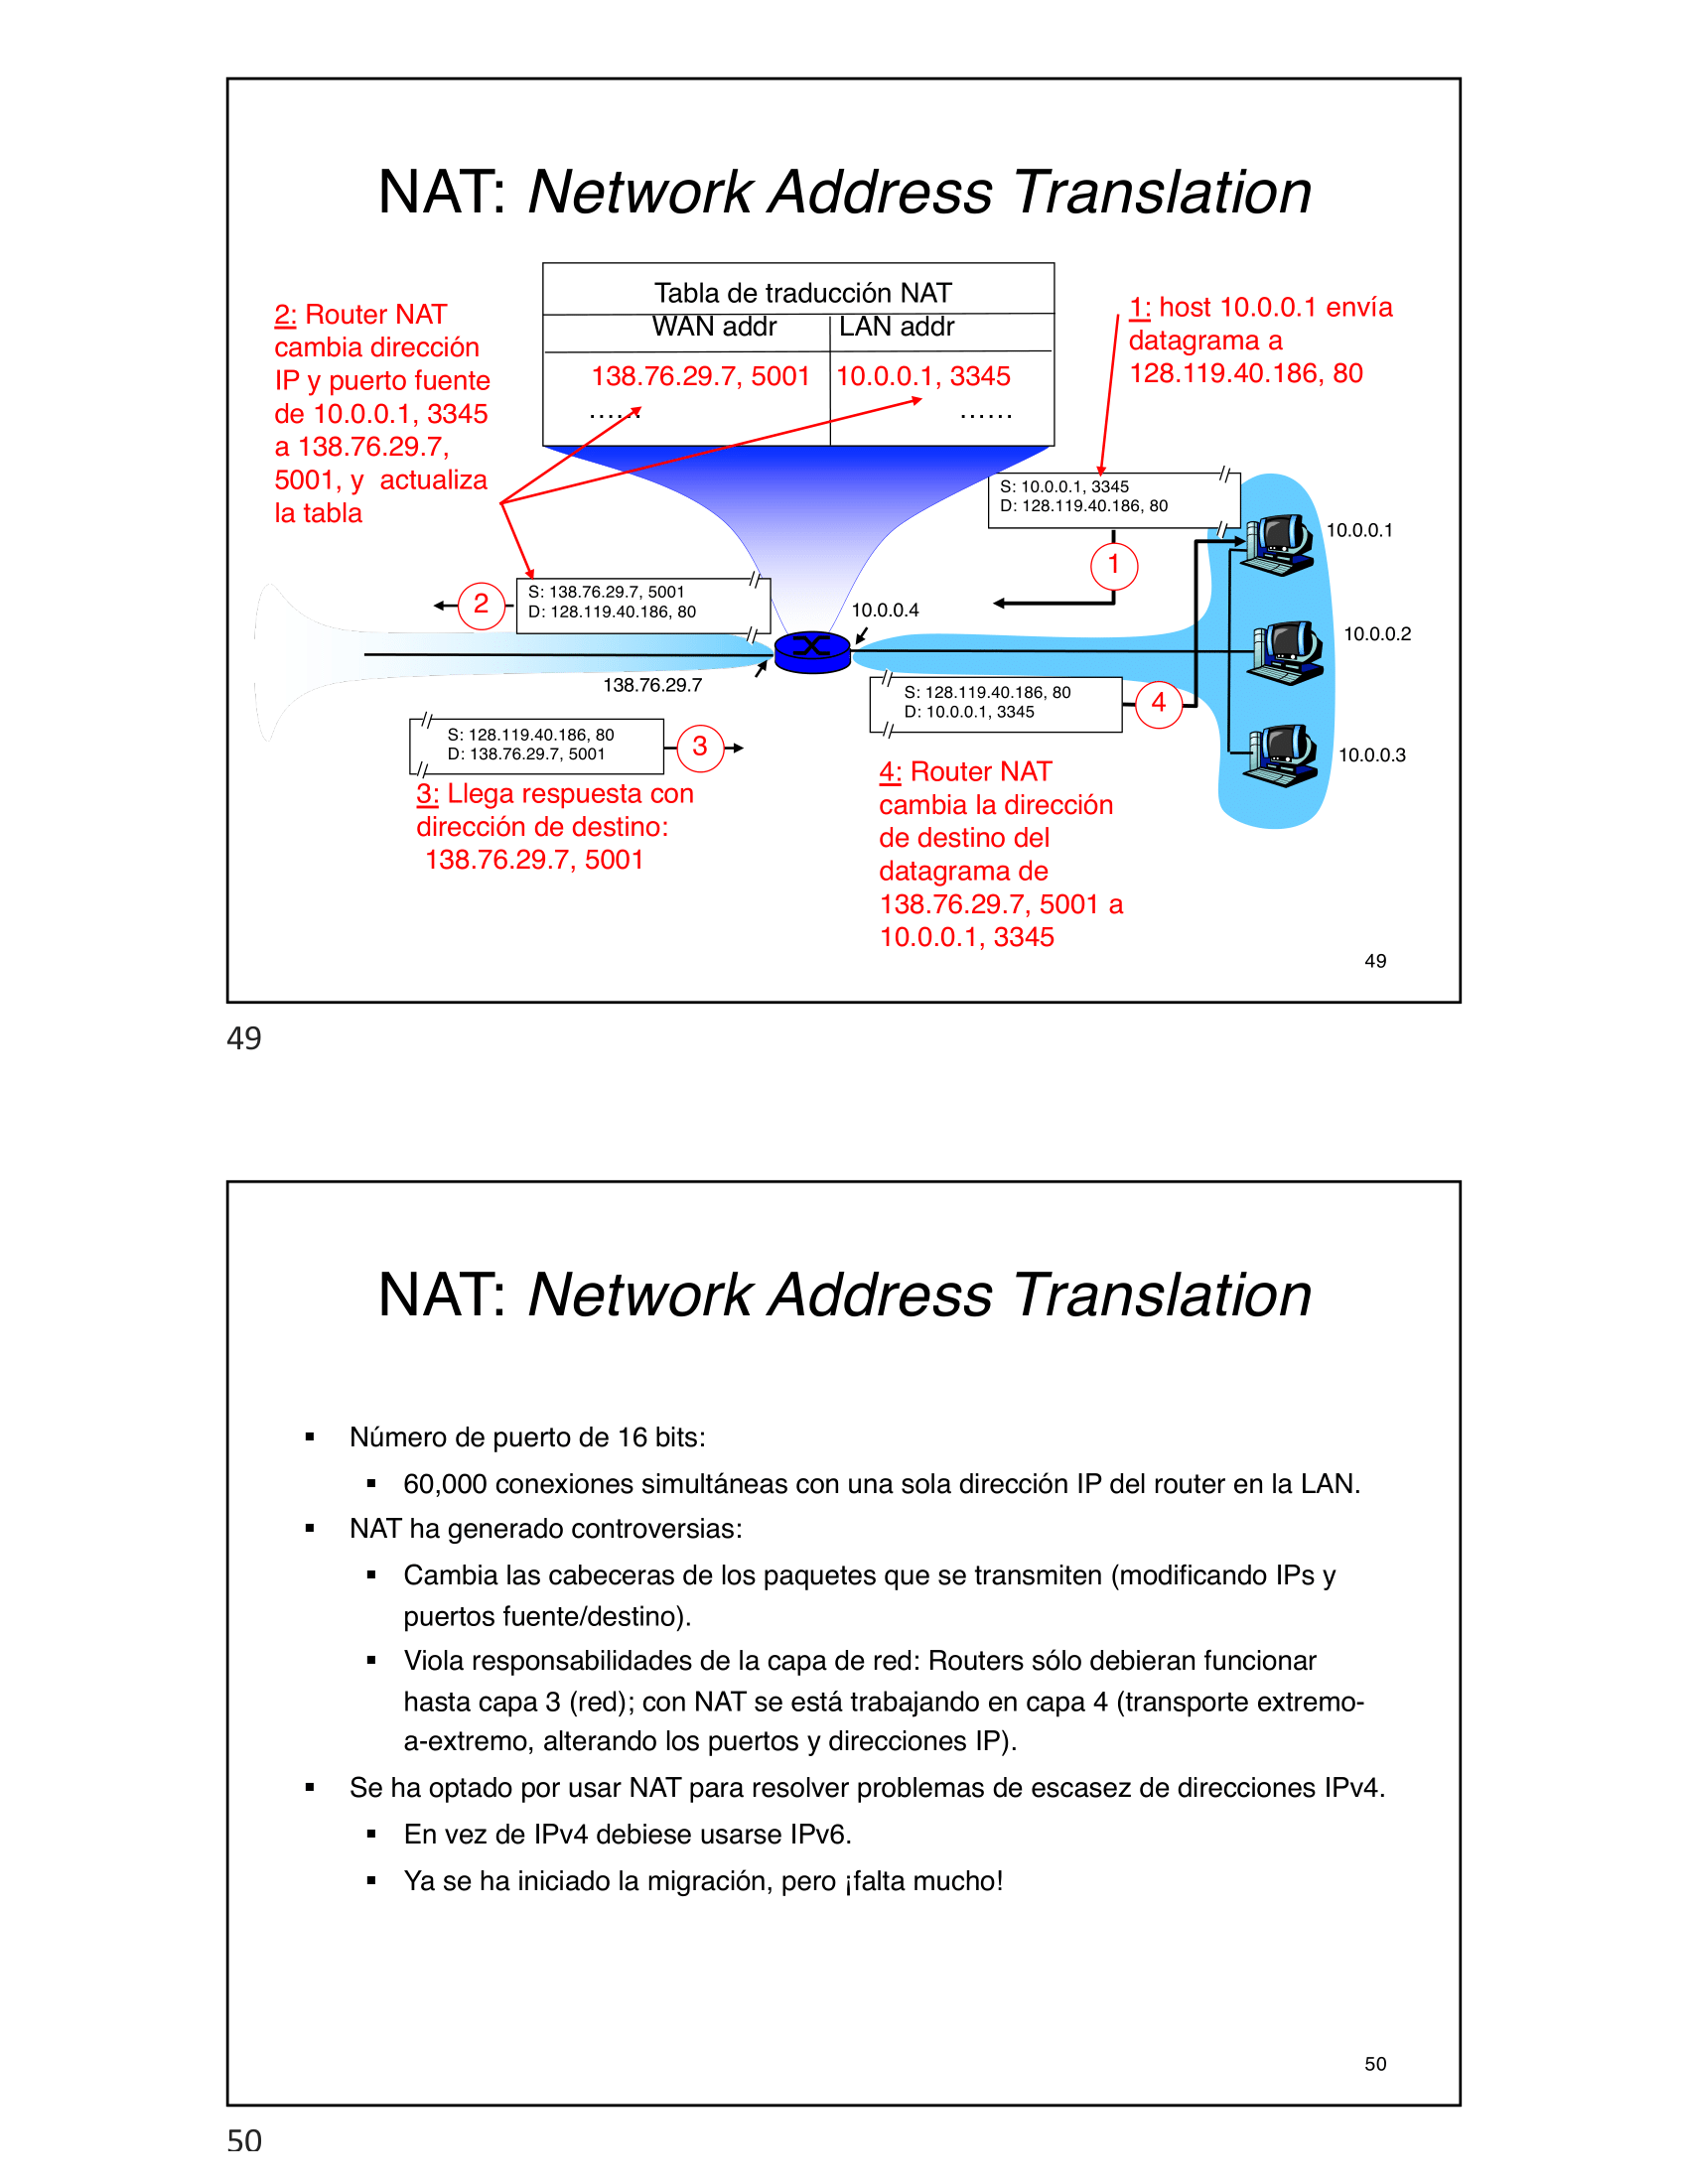 NAT: Network Address Translation
Tabla de traducción NAT
WAN addr LAN addr
138.76.29.7, 5001 10.0.0.1, 3345
...... ......
2: Router NAT
cambia dirección
IP y puerto fuente
de 10.0.0.1, 3345
a 138.76.29.7,
5001, y actualiza
la tabla
1: host 10.0.0.1 envía
datagrama a
128.119.40.186, 80
S: 10.0.0.1, 3345
D: 128.119.40.186, 80
1
10.0.0.1
S: 138.76.29.7, 5001
D: 128.119.40.186, 80
2
10.0.0.4
10.0.0.2
138.76.29.7
S: 128.119.40.186, 80
D: 10.0.0.1, 3345
4
S: 128.119.40.186, 80
D: 138.76.29.7, 5001
3
10.0.0.3
3: Llega respuesta con
dirección de destino:
138.76.29.7, 5001
4: Router NAT
cambia la dirección
de destino del
datagrama de
138.76.29.7, 5001 a
10.0.0.1, 3345
49
49
NAT: Network Address Translation
▪ Número de puerto de 16 bits:
▪ 60,000 conexiones simultáneas con una sola dirección IP del router en la LAN.
▪ NAT ha generado controversias:
▪ Cambia las cabeceras de los paquetes que se transmiten (modificando IPs y
puertos fuente/destino).
▪ Viola responsabilidades de la capa de red: Routers sólo debieran funcionar
hasta capa 3 (red); con NAT se está trabajando en capa 4 (transporte extremo-
a-extremo, alterando los puertos y direcciones IP).
▪ Se ha optado por usar NAT para resolver problemas de escasez de direcciones IPv4.
▪ En vez de IPv4 debiese usarse IPv6.
▪ Ya se ha iniciado la migración, pero ¡falta mucho!
50
50